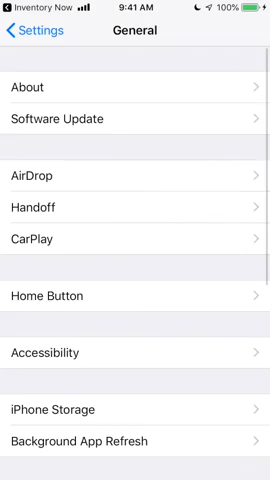 Inventory Now 9:41 AM 100%
Settings General
About
Software Update
AirDrop
Handoff
CarPlay
Home Button
Accessibility
iPhone Storage
Background App Refresh